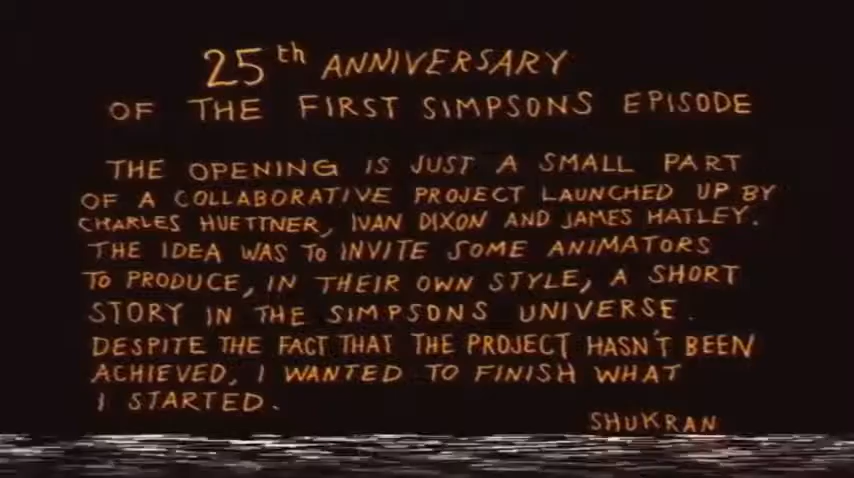 25th ANNIVERSARY
OF THE FIRST SIMPSONS EPISODE
THE OPENING IS JUST A SMALL PART
OF A COLLABORATIVE PROJECT LAUNCHED UP BY
CHARLES HUETTNER, IVAN DIXON AND JAMES HATLEY.
THE IDEA WAS TO INVITE SOME ANIMATORS
TO PRODUCE, IN THEIR OWN STYLE, A SHORT
STORY IN THE SIMPSONS UNIVERSE.
DESPITE THE FACT THAT THE PROJECT HASN'T BEEN
ACHIEVED, I WANTED TO FINISH WHAT
I STARTED.
SHUKRAN